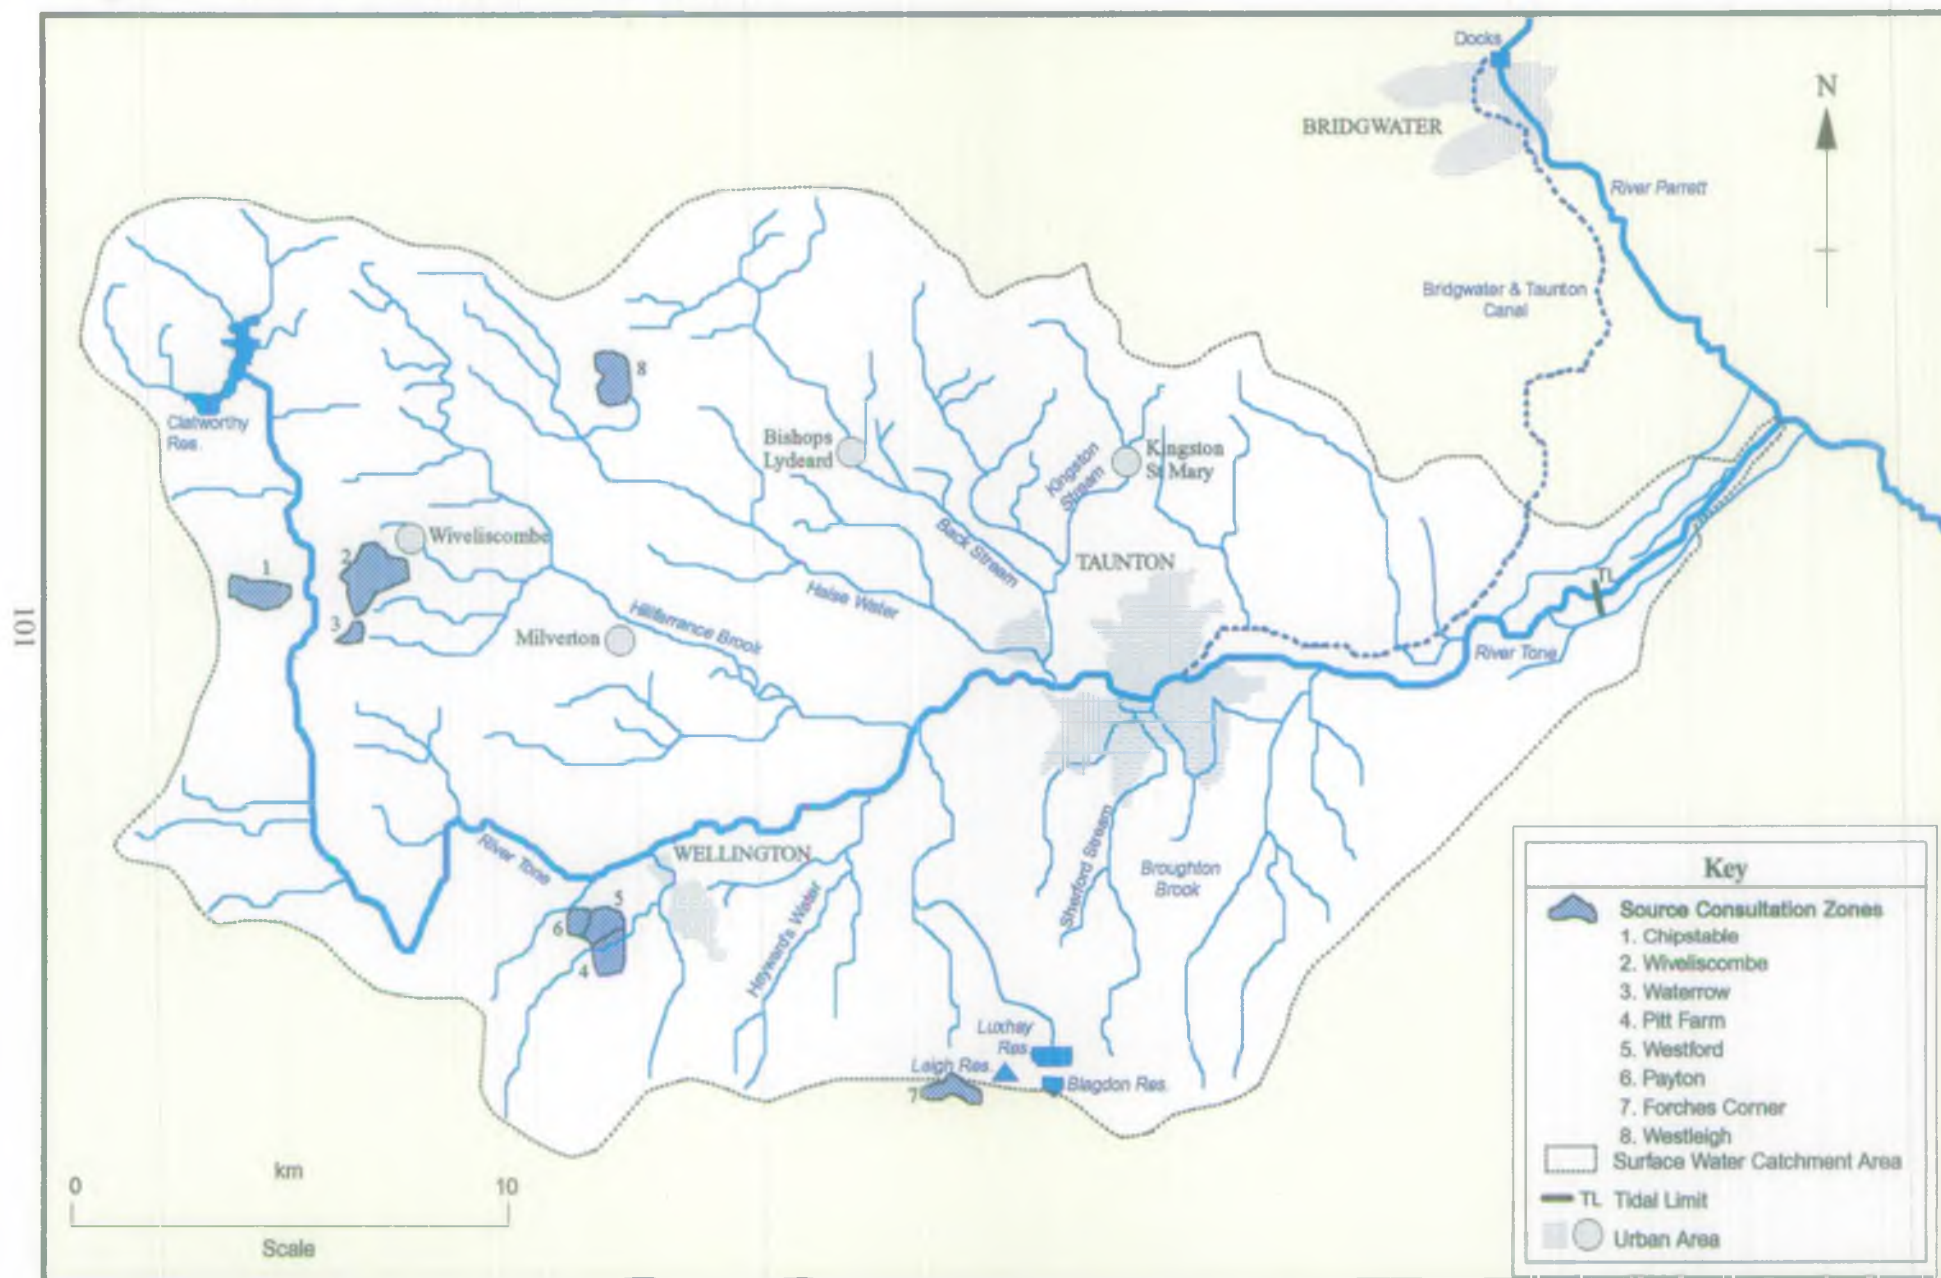 Docks
N
BRIDGWATER
River Parrett
Bridgwater & Taunton
Canal
Clatworthy
Res.
8
Bishops
Lydeard
Kingston
Stream
Kingston
St Mary
Wiveliscombe
2
1
3
Back Stream
TAUNTON
Halse Water
Hillfarrance Brook
Milverton
TL
River Tone
101
River Tone
WELLINGTON
5
6
4
Heyward's Water
Sherford Stream
Broughton
Brook
Luxhay
Res.
Leigh Res.
7
Blagdon Res.
km
0
10
Scale
Key
Source Consultation Zones
1. Chipstable
2. Wiveliscombe
3. Waterrow
4. Pitt Farm
5. Westford
6. Payton
7. Forches Corner
8. Westleigh
Surface Water Catchment Area
TL Tidal Limit
Urban Area